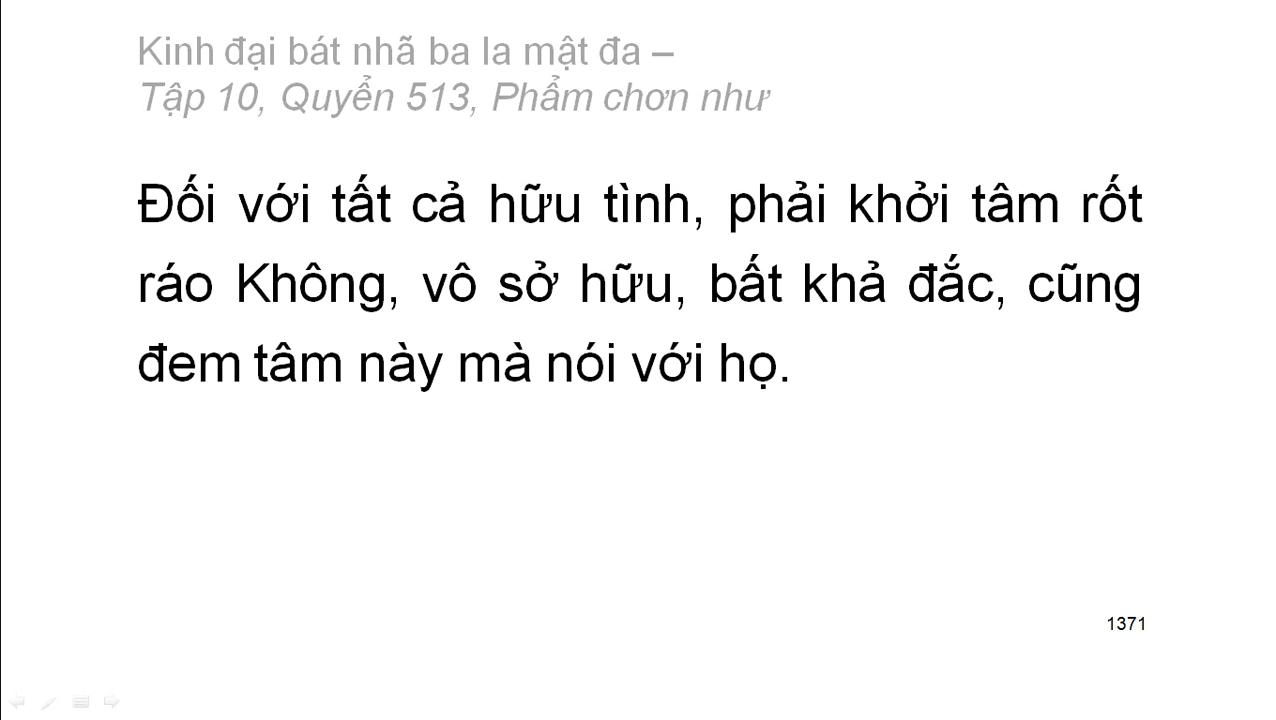 Kinh đại bát nhã ba la mật đa –
Tập 10, Quyển 513, Phẩm chơn như
Đối với tất cả hữu tình, phải khởi tâm rốt
ráo Không, vô sở hữu, bất khả đắc, cũng
đem tâm này mà nói với họ.
1371